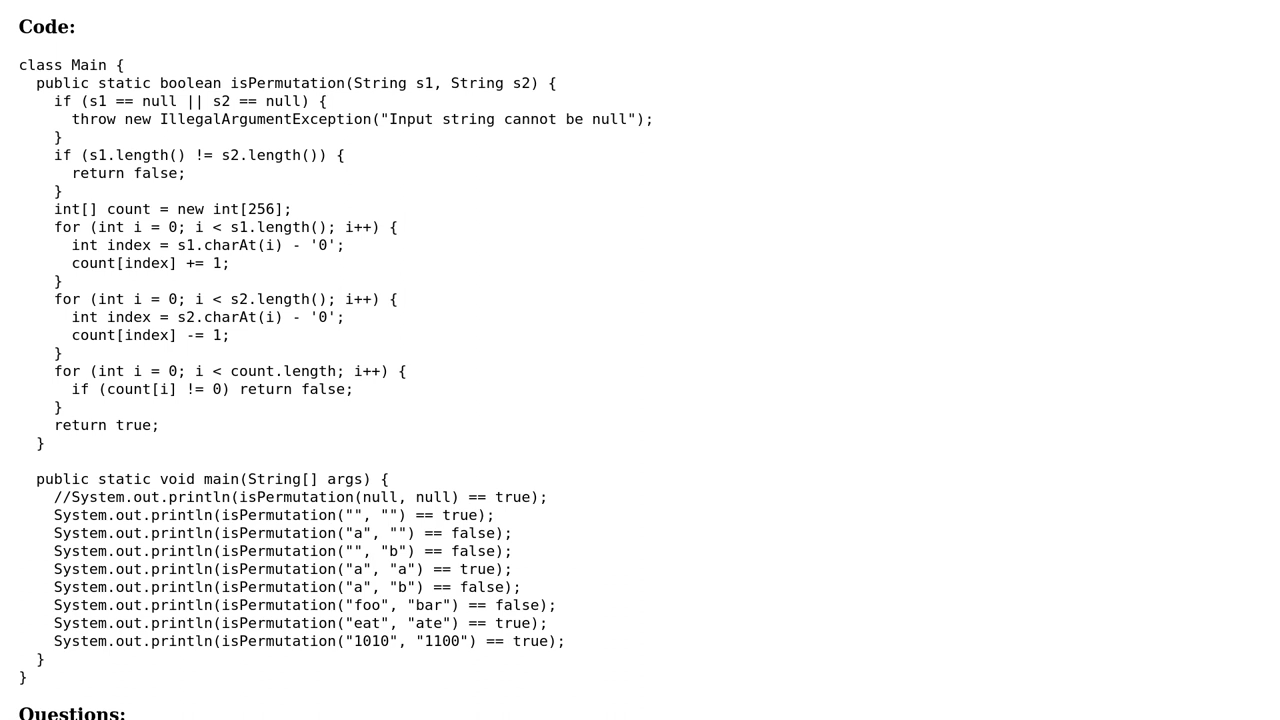 Code:
class Main {
  public static boolean isPermutation(String s1, String s2) {
    if (s1 == null || s2 == null) {
      throw new IllegalArgumentException("Input string cannot be null");
    }
    if (s1.length() != s2.length()) {
      return false;
    }
    int[] count = new int[256];
    for (int i = 0; i < s1.length(); i++) {
      int index = s1.charAt(i) - '0';
      count[index] += 1;
    }
    for (int i = 0; i < s2.length(); i++) {
      int index = s2.charAt(i) - '0';
      count[index] -= 1;
    }
    for (int i = 0; i < count.length; i++) {
      if (count[i] != 0) return false;
    }
    return true;
  }

  public static void main(String[] args) {
    //System.out.println(isPermutation(null, null) == true);
    System.out.println(isPermutation("", "") == true);
    System.out.println(isPermutation("a", "") == false);
    System.out.println(isPermutation("", "b") == false);
    System.out.println(isPermutation("a", "a") == true);
    System.out.println(isPermutation("a", "b") == false);
    System.out.println(isPermutation("foo", "bar") == false);
    System.out.println(isPermutation("eat", "ate") == true);
    System.out.println(isPermutation("1010", "1100") == true);
  }
}
Questions: